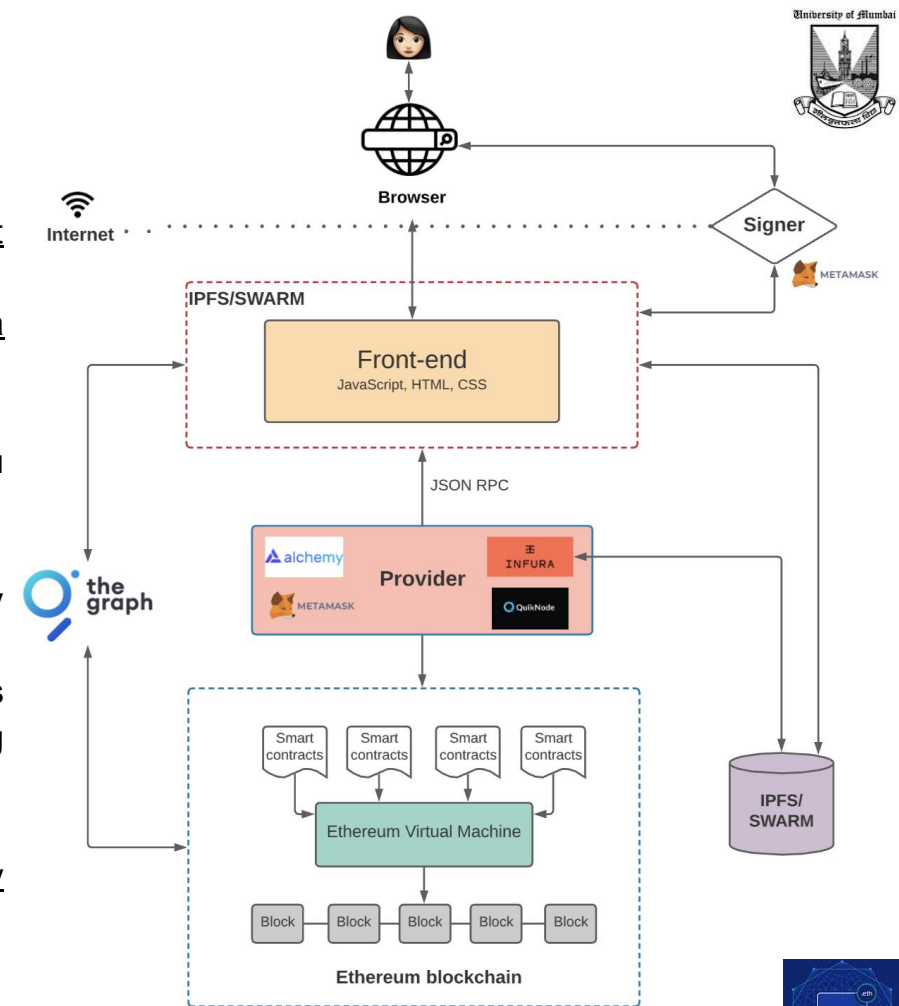 University of Mumbai
Browser
Internet
Signer
METAMASK
IPFS/SWARM
Front-end
JavaScript, HTML, CSS
JSON RPC
the
graph
alchemy
INFURA
Provider
METAMASK
QuikNode
Smart
contracts
Smart
contracts
Smart
contracts
Smart
contracts
Ethereum Virtual Machine
IPFS/
SWARM
Block
Block
Block
Block
Block
Ethereum blockchain
.eth